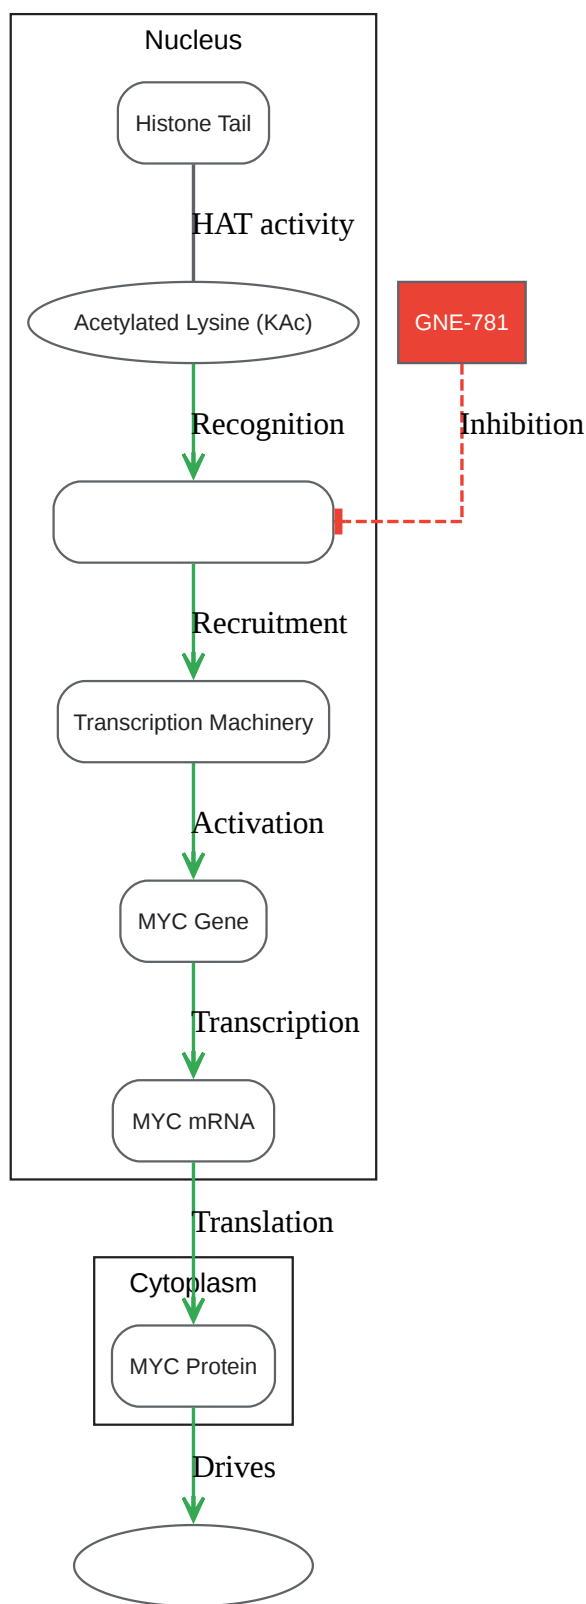 Nucleus
Histone Tail
HAT activity
Acetylated Lysine (KAc)
GNE-781
Recognition
Inhibition
Recruitment
Transcription Machinery
Activation
MYC Gene
Transcription
MYC mRNA
Translation
Cytoplasm
MYC Protein
Drives